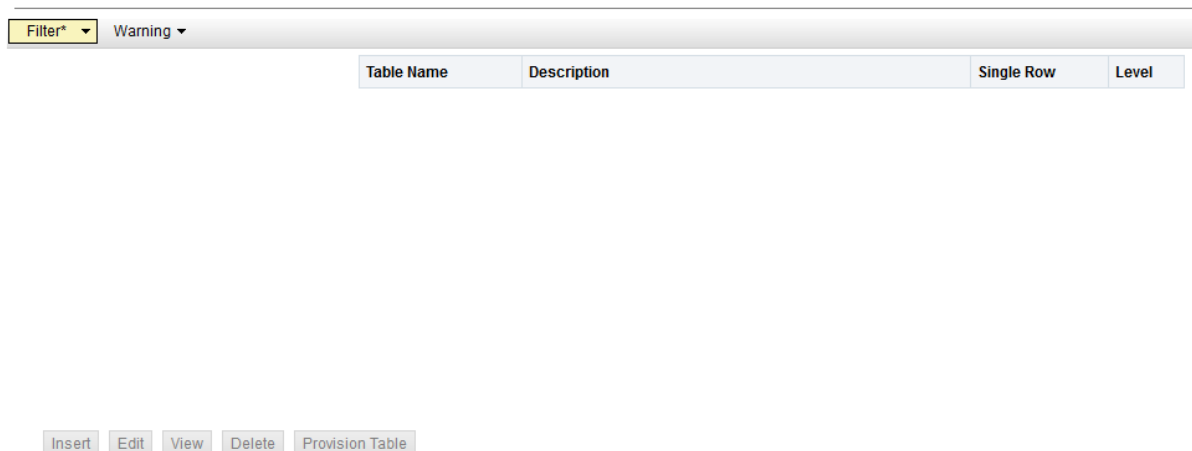 Filter* Warning
Table Name Description Single Row Level
Insert Edit View Delete Provision Table